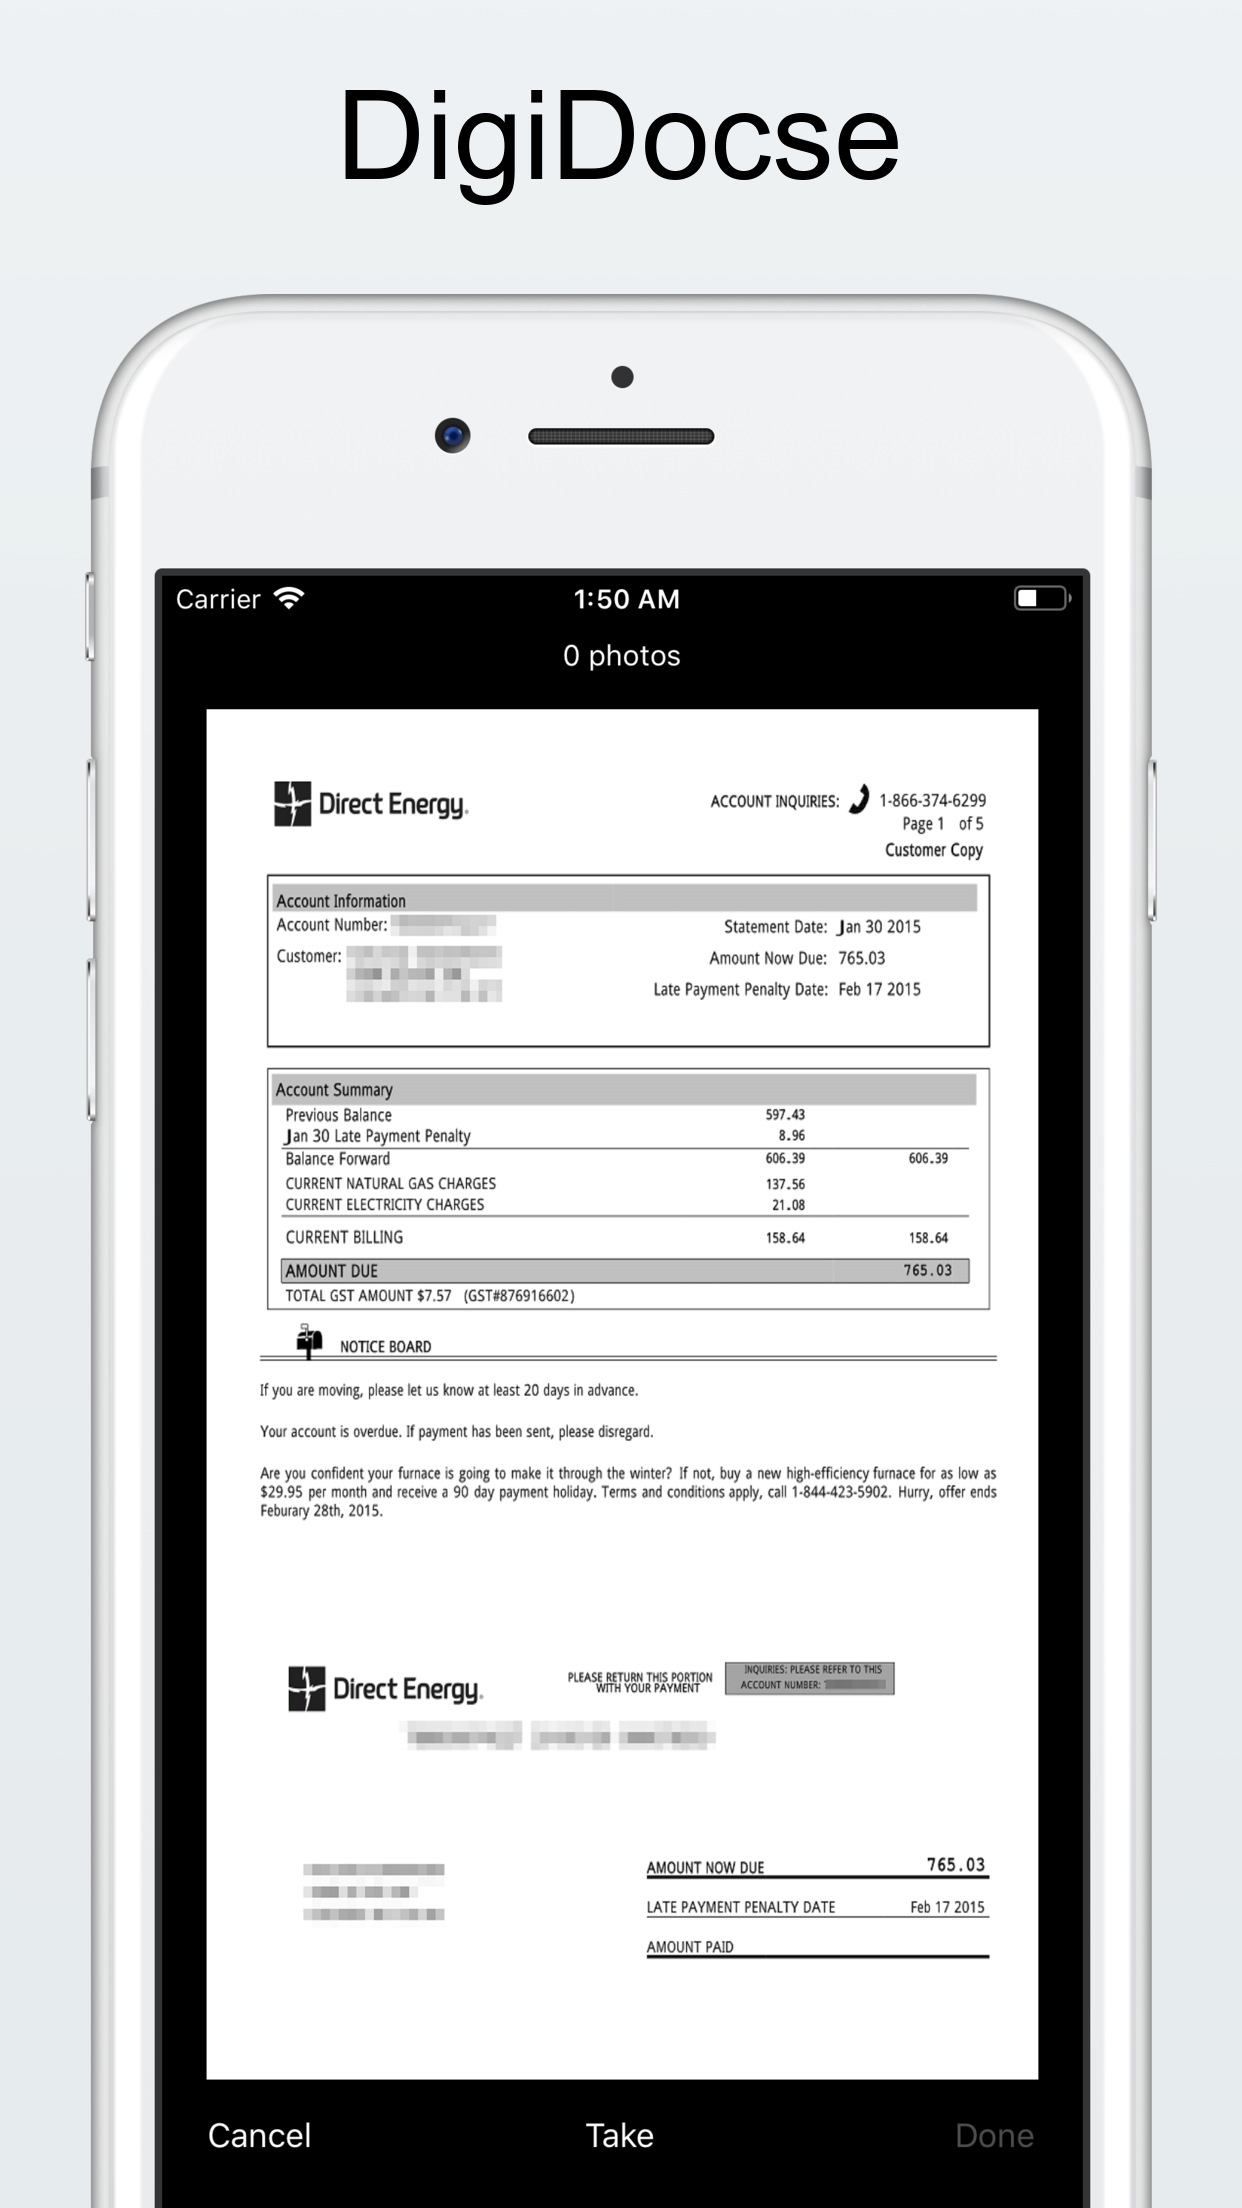 DigiDocse
Carrier 1:50 AM
0 photos
Direct Energy.
ACCOUNT INQUIRIES: 1-866-374-6299
Page 1 of 5
Customer Copy
Account Information
Account Number:
Statement Date: Jan 30 2015
Customer:
Amount Now Due: 765.03
Late Payment Penalty Date: Feb 17 2015
Account Summary
Previous Balance 597.43
Jan 30 Late Payment Penalty 8.96
Balance Forward 606.39 606.39
CURRENT NATURAL GAS CHARGES 137.56
CURRENT ELECTRICITY CHARGES 21.08
CURRENT BILLING 158.64 158.64
AMOUNT DUE 765.03
TOTAL GST AMOUNT $7.57 (GST#876916602)
NOTICE BOARD
If you are moving, please let us know at least 20 days in advance.
Your account is overdue. If payment has been sent, please disregard.
Are you confident your furnace is going to make it through the winter? If not, buy a new high-efficiency furnace for as low as
$29.95 per month and receive a 90 day payment holiday. Terms and conditions apply, call 1-844-423-5902. Hurry, offer ends
Feburary 28th, 2015.
Direct Energy.
PLEASE RETURN THIS PORTION
WITH YOUR PAYMENT
INQUIRIES: PLEASE REFER TO THIS
ACCOUNT NUMBER:
AMOUNT NOW DUE 765.03
LATE PAYMENT PENALTY DATE Feb 17 2015
AMOUNT PAID
Cancel Take Done